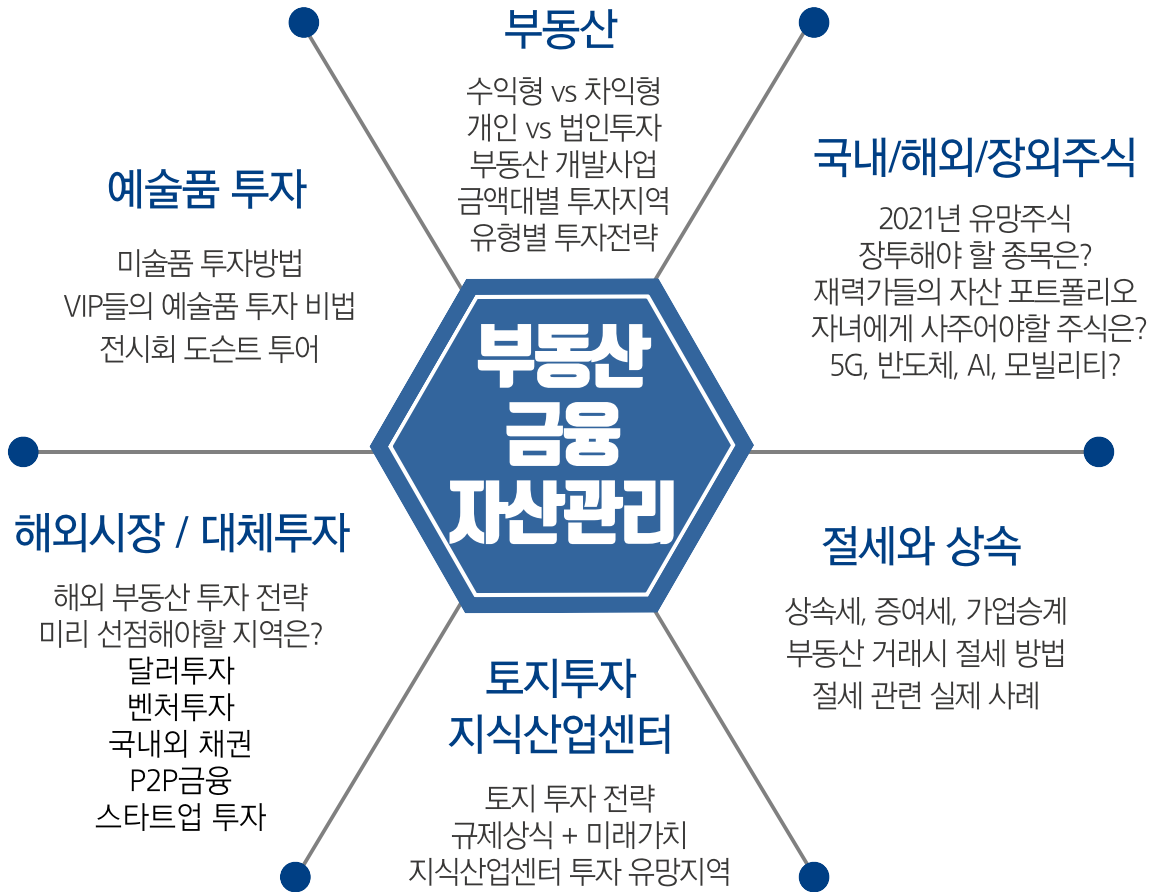 부동산
수익형 vs 차익형
개인 vs 법인투자
부동산 개발사업
금액대별 투자지역
유형별 투자전략
국내/해외/장외주식
2021년 유망주식
장투해야 할 종목은?
재력가들의 자산 포트폴리오
자녀에게 사주어야할 주식은?
5G, 반도체, AI, 모빌리티?
예술품 투자
미술품 투자방법
VIP들의 예술품 투자 비법
전시회 도슨트 투어
부동산
금융
자산관리
해외시장 / 대체투자
해외 부동산 투자 전략
미리 선점해야할 지역은?
달러투자
벤처투자
국내외 채권
P2P금융
스타트업 투자
절세와 상속
상속세, 증여세, 가업승계
부동산 거래시 절세 방법
절세 관련 실제 사례
토지투자
지식산업센터
토지 투자 전략
규제상식 + 미래가치
지식산업센터 투자 유망지역